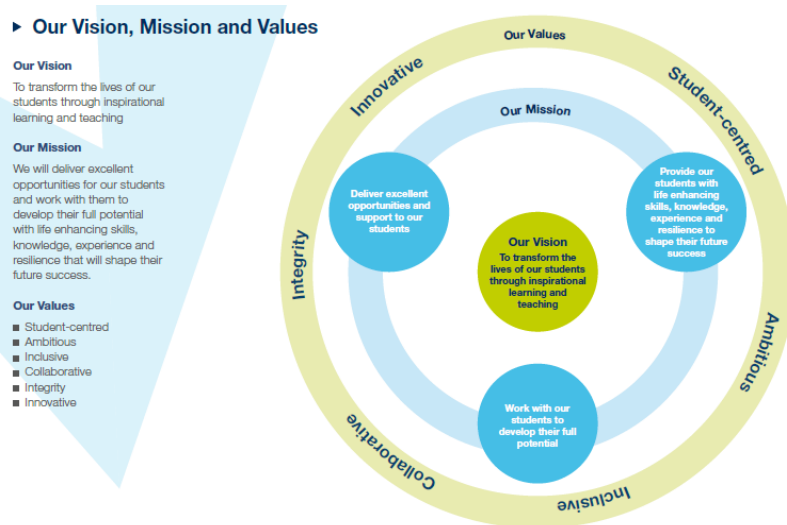 Our Vision, Mission and Values
Our Vision
To transform the lives of our
students through inspirational
learning and teaching
Our Mission
We will deliver excellent
opportunities for our students
and work with them to
develop their full potential
with life enhancing skills,
knowledge, experience and
resilience that will shape their
future success.
Our Values
Student-centred
Ambitious
Inclusive
Collaborative
Integrity
Innovative
Our Values
Innovative
Student-centred
Our Mission
Deliver excellent
opportunities and
support to our
students
Provide our
students with
life enhancing
skills, knowledge,
experience and
resilience to
shape their future
success
Our Vision
To transform the
lives of our students
through inspirational
learning and
teaching
Integrity
Ambitious
Work with our
students to
develop their full
potential
Collaborative
Inclusive